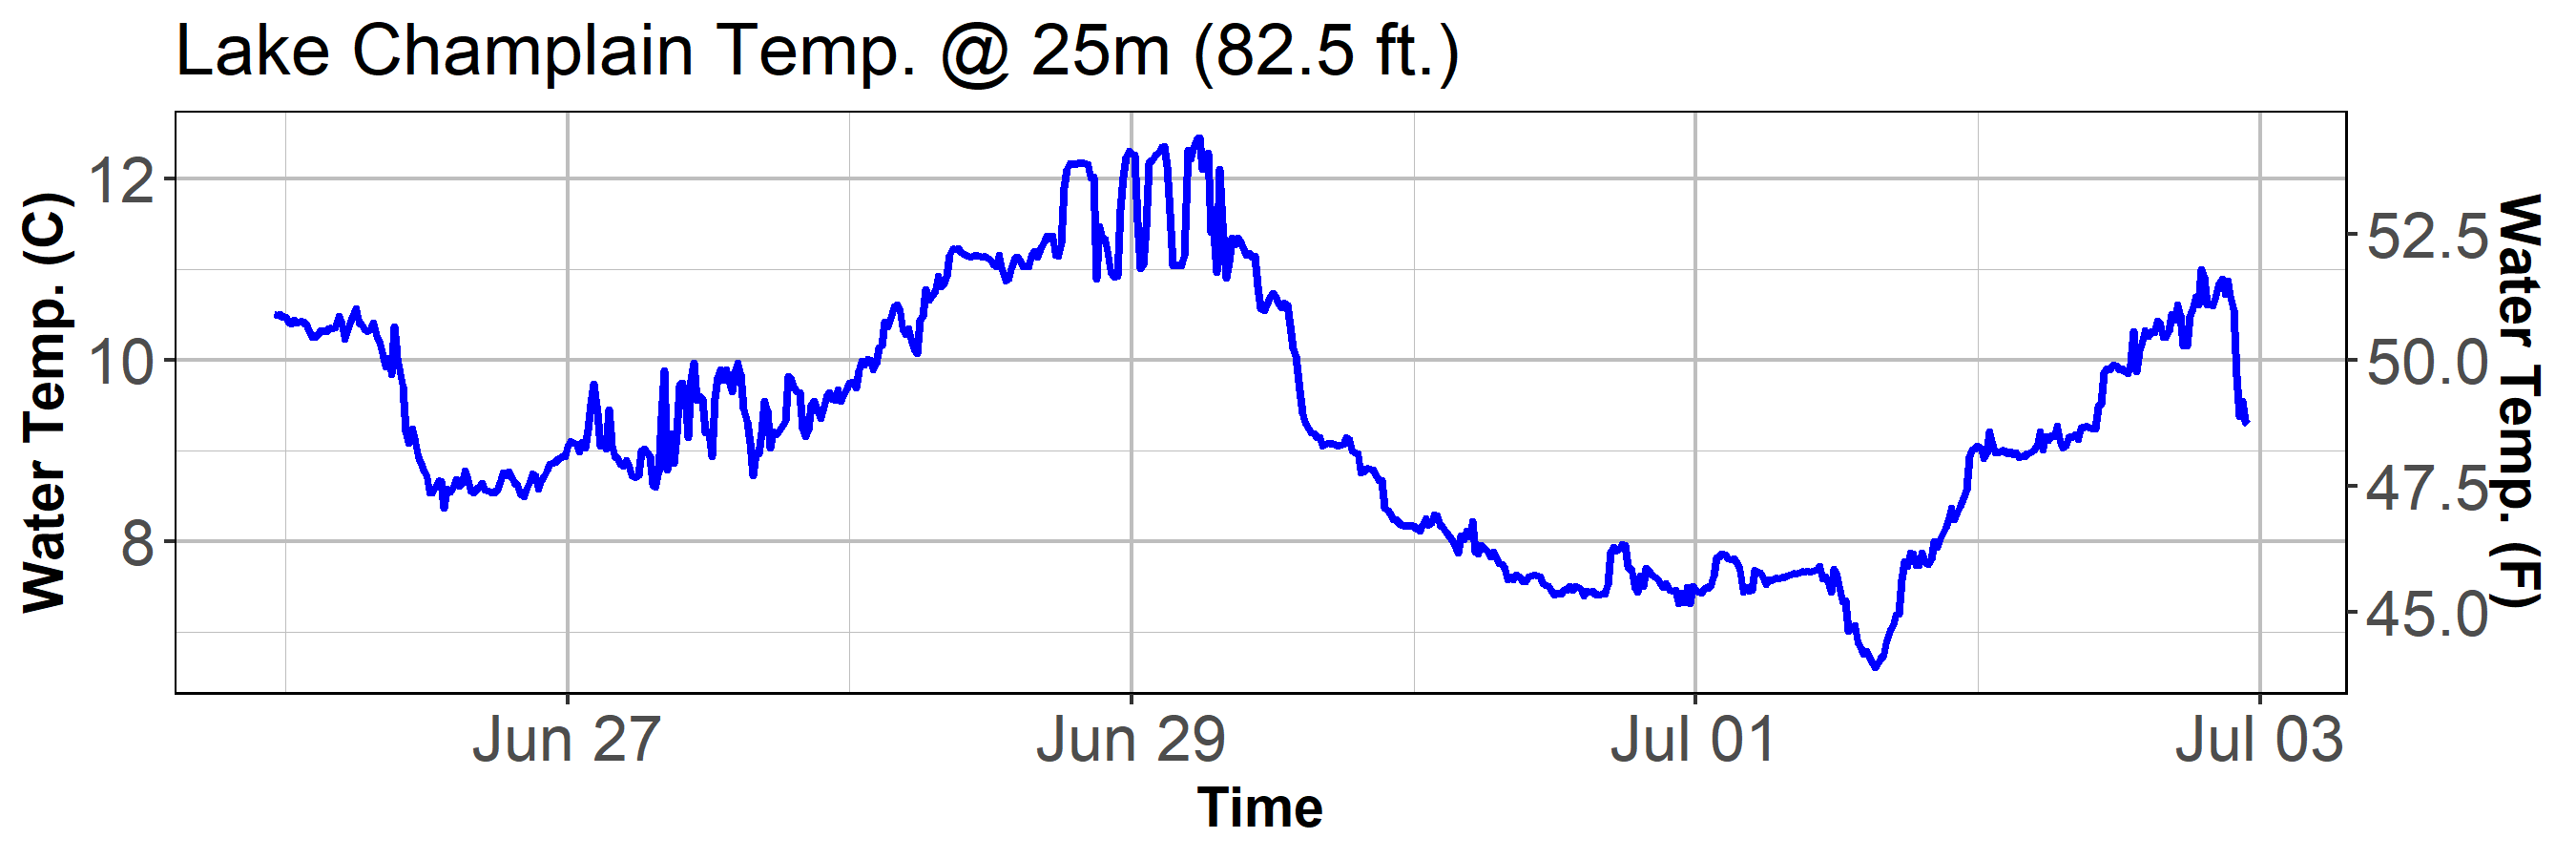 Lake Champlain Temp. @ 25m (82.5 ft.)
Water Temp. (C)
12
10
8
52.5
50.0
47.5
45.0
Water Temp. (F)
Jun 27
Jun 29
Jul 01
Jul 03
Time